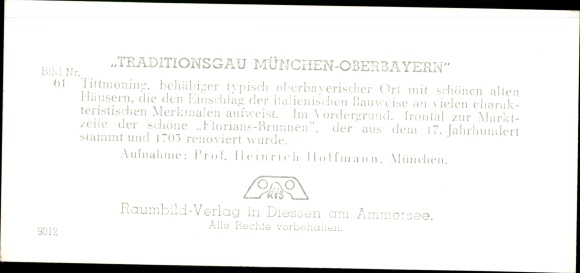 „TRADITIONSGAU MÜNCHEN-OBERBAYERN"
Bild Nr.
61 Tittmoning, behäbiger typisch oberbayerischer Ort mit schönen alten
Häusern, die den Einschlag der italienischen Bauweise an vielen charak-
teristischen Merkmalen aufweist. Im Vordergrund, frontal zur Markt-
zeile der schöne „Florians-Brunnen", der aus dem 17. Jahrhundert
stammt und 1703 renoviert wurde.
Aufnahme: Prof. Heinrich Hoffmann, München.
KTS
Raumbild-Verlag in Diessen am Ammersee.
Alle Rechte vorbehalten.
9012